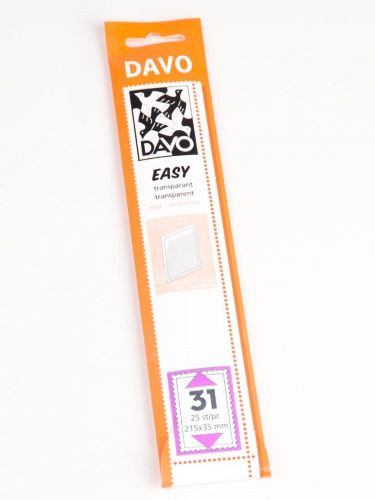 DAVO
DAVO
EASY
transparant
transparent
31
25 st/pc
215x35 mm